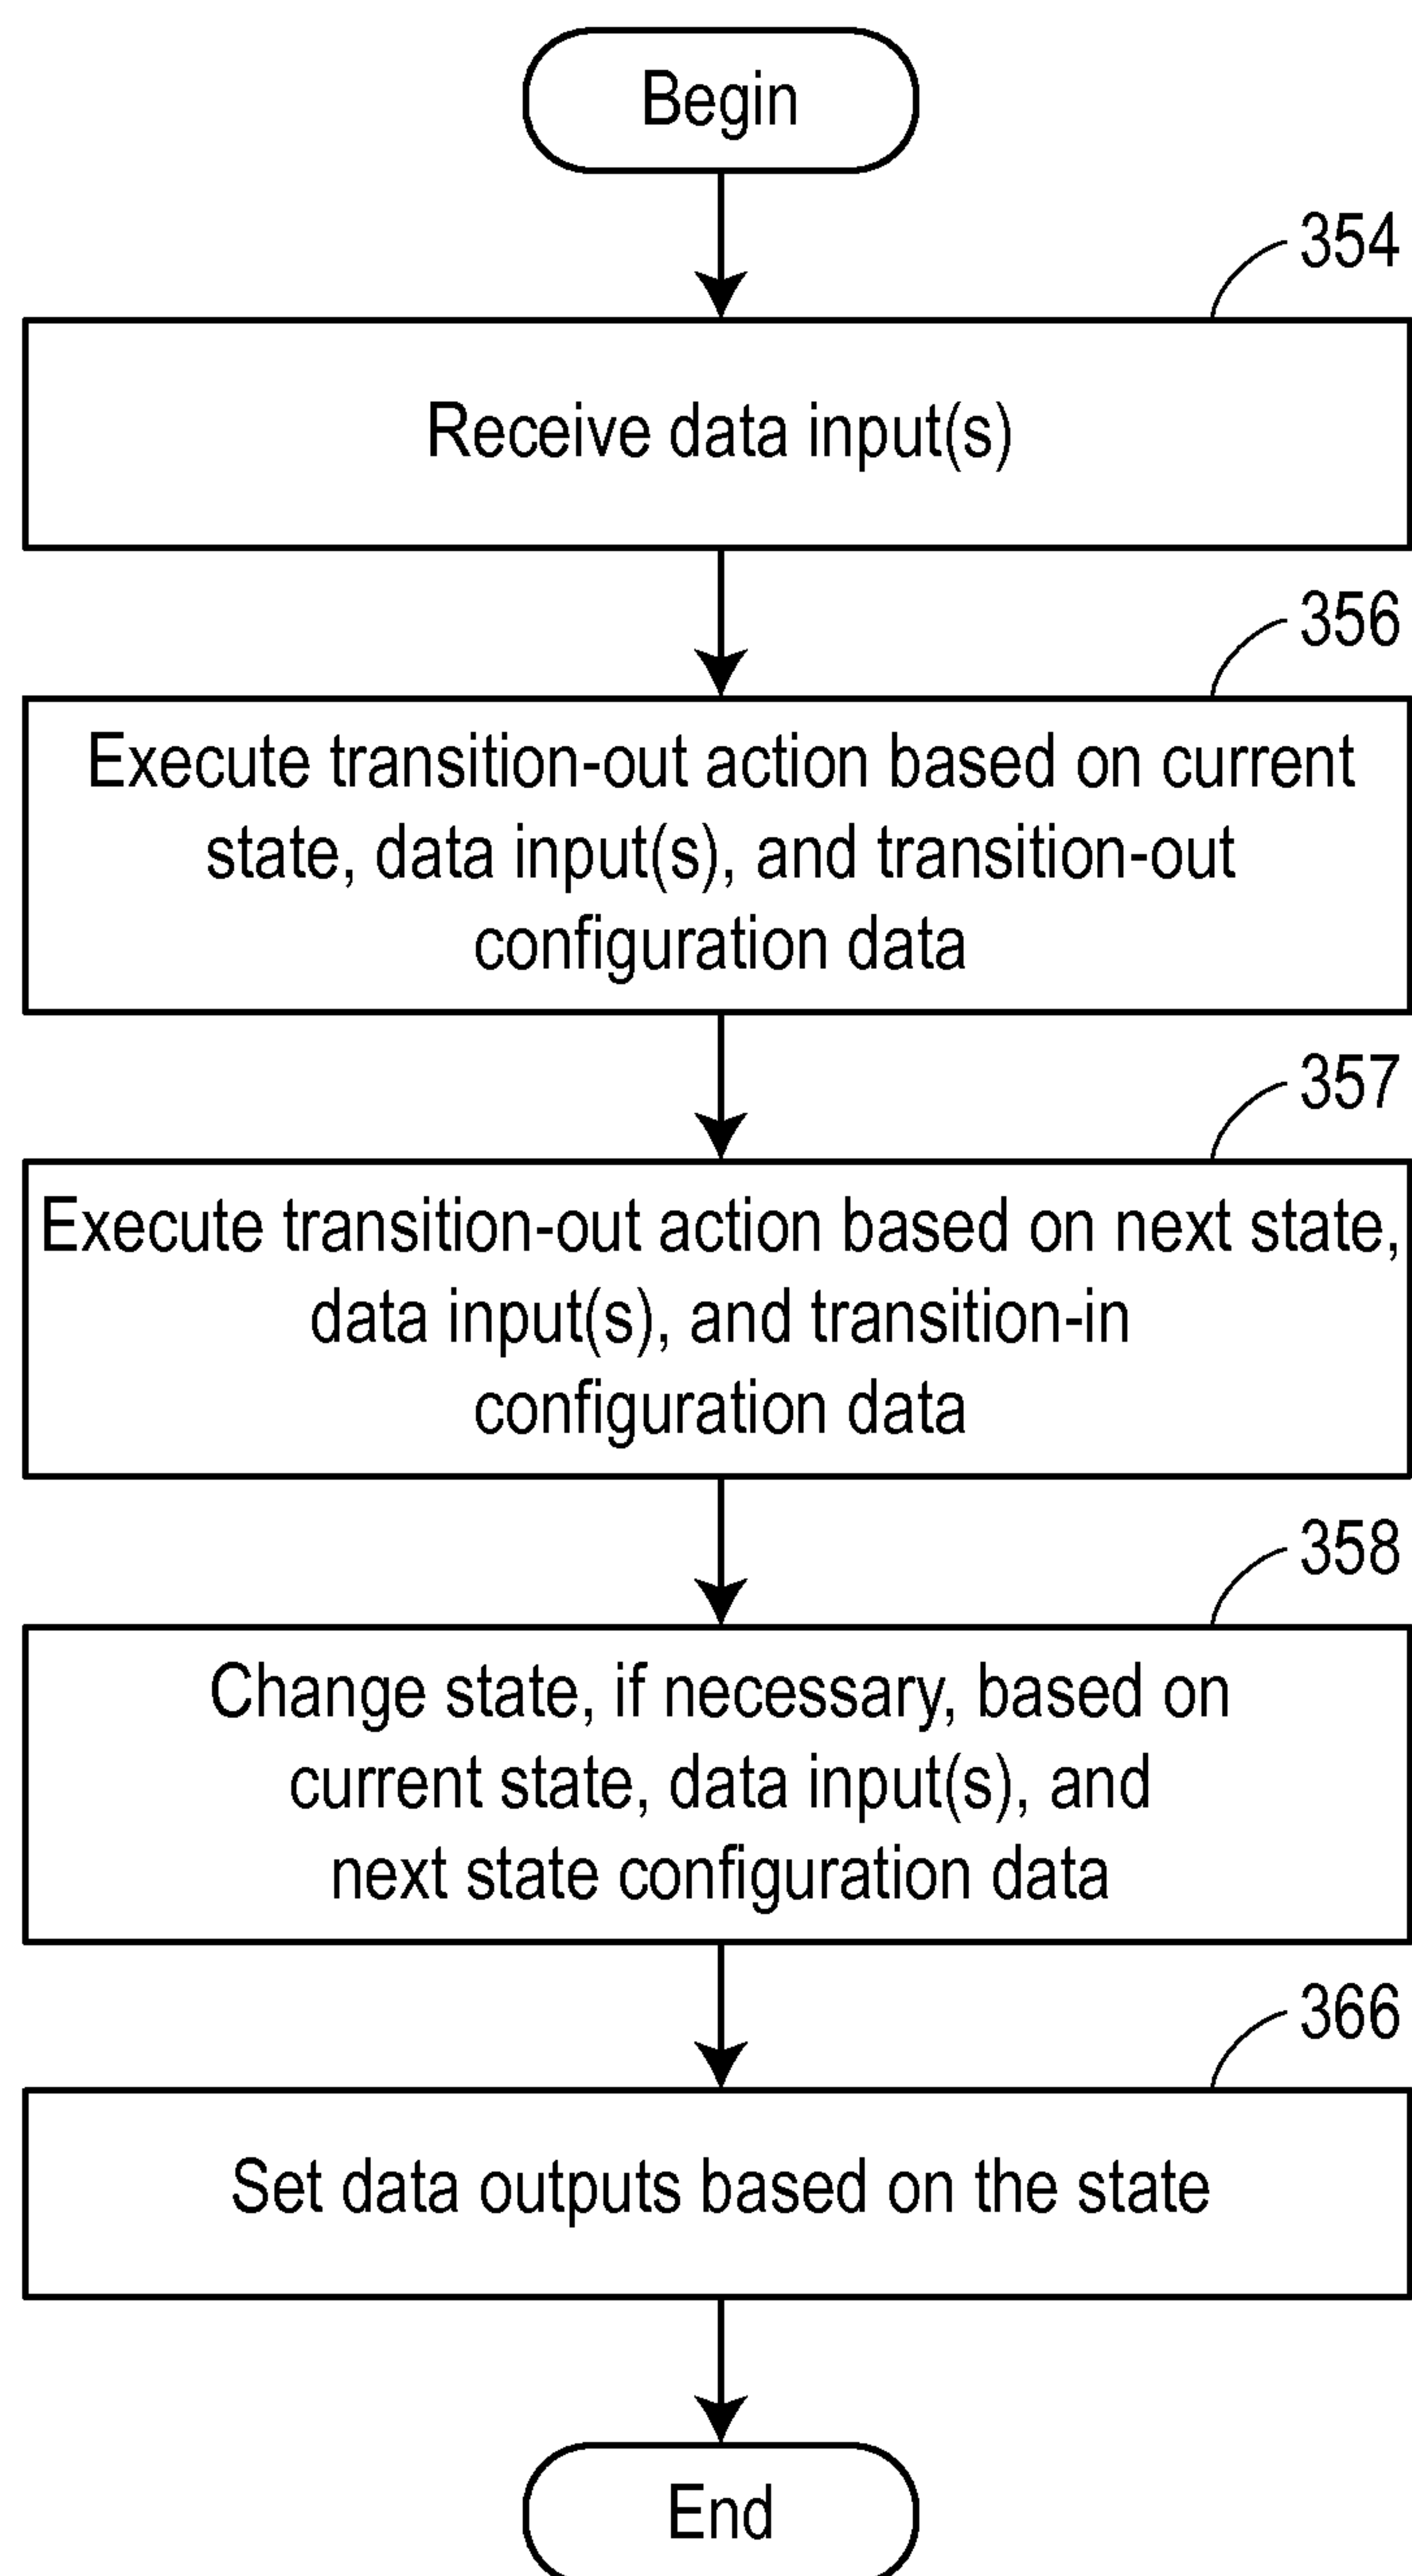 Begin
354
Receive data input(s)
356
Execute transition-out action based on current
state, data input(s), and transition-out
configuration data
357
Execute transition-out action based on next state,
data input(s), and transition-in
configuration data
358
Change state, if necessary, based on
current state, data input(s), and
next state configuration data
366
Set data outputs based on the state
End